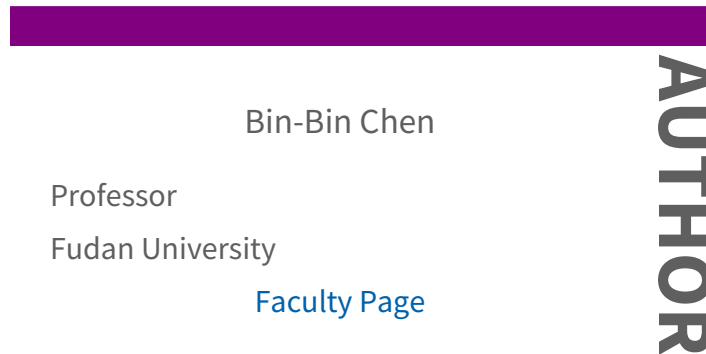 Bin-Bin Chen
Professor
Fudan University
Faculty Page
AUTHOR